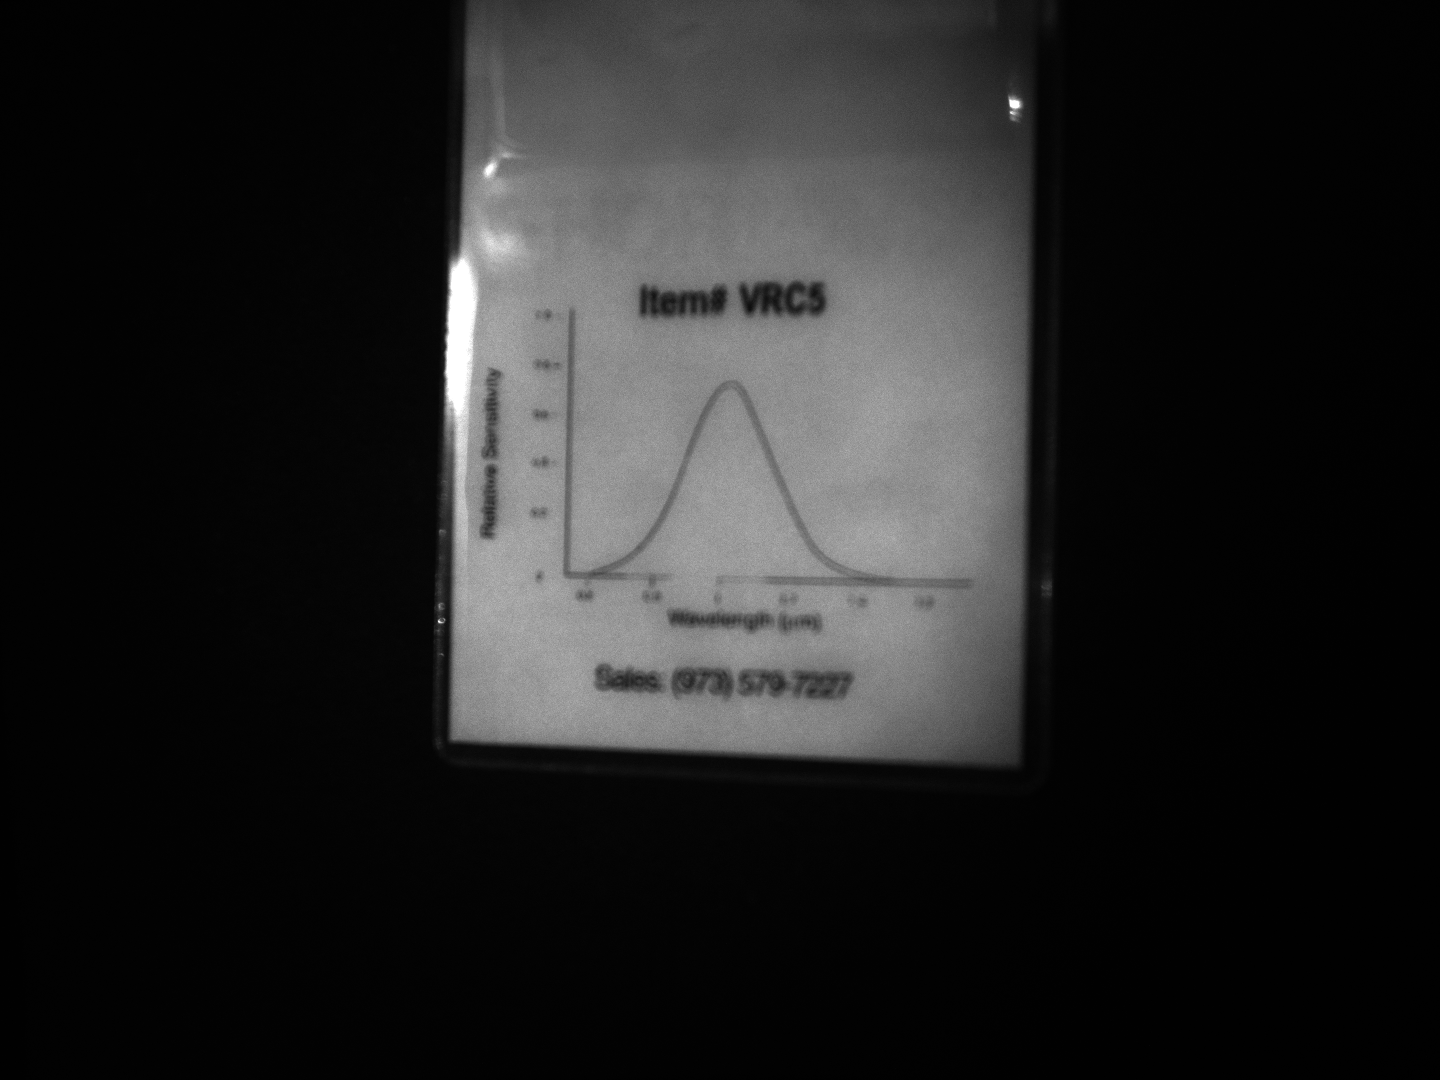 Item# VRC5
Relative Sensitivity
Wavelength (μm)
Sales: (973) 579-7227